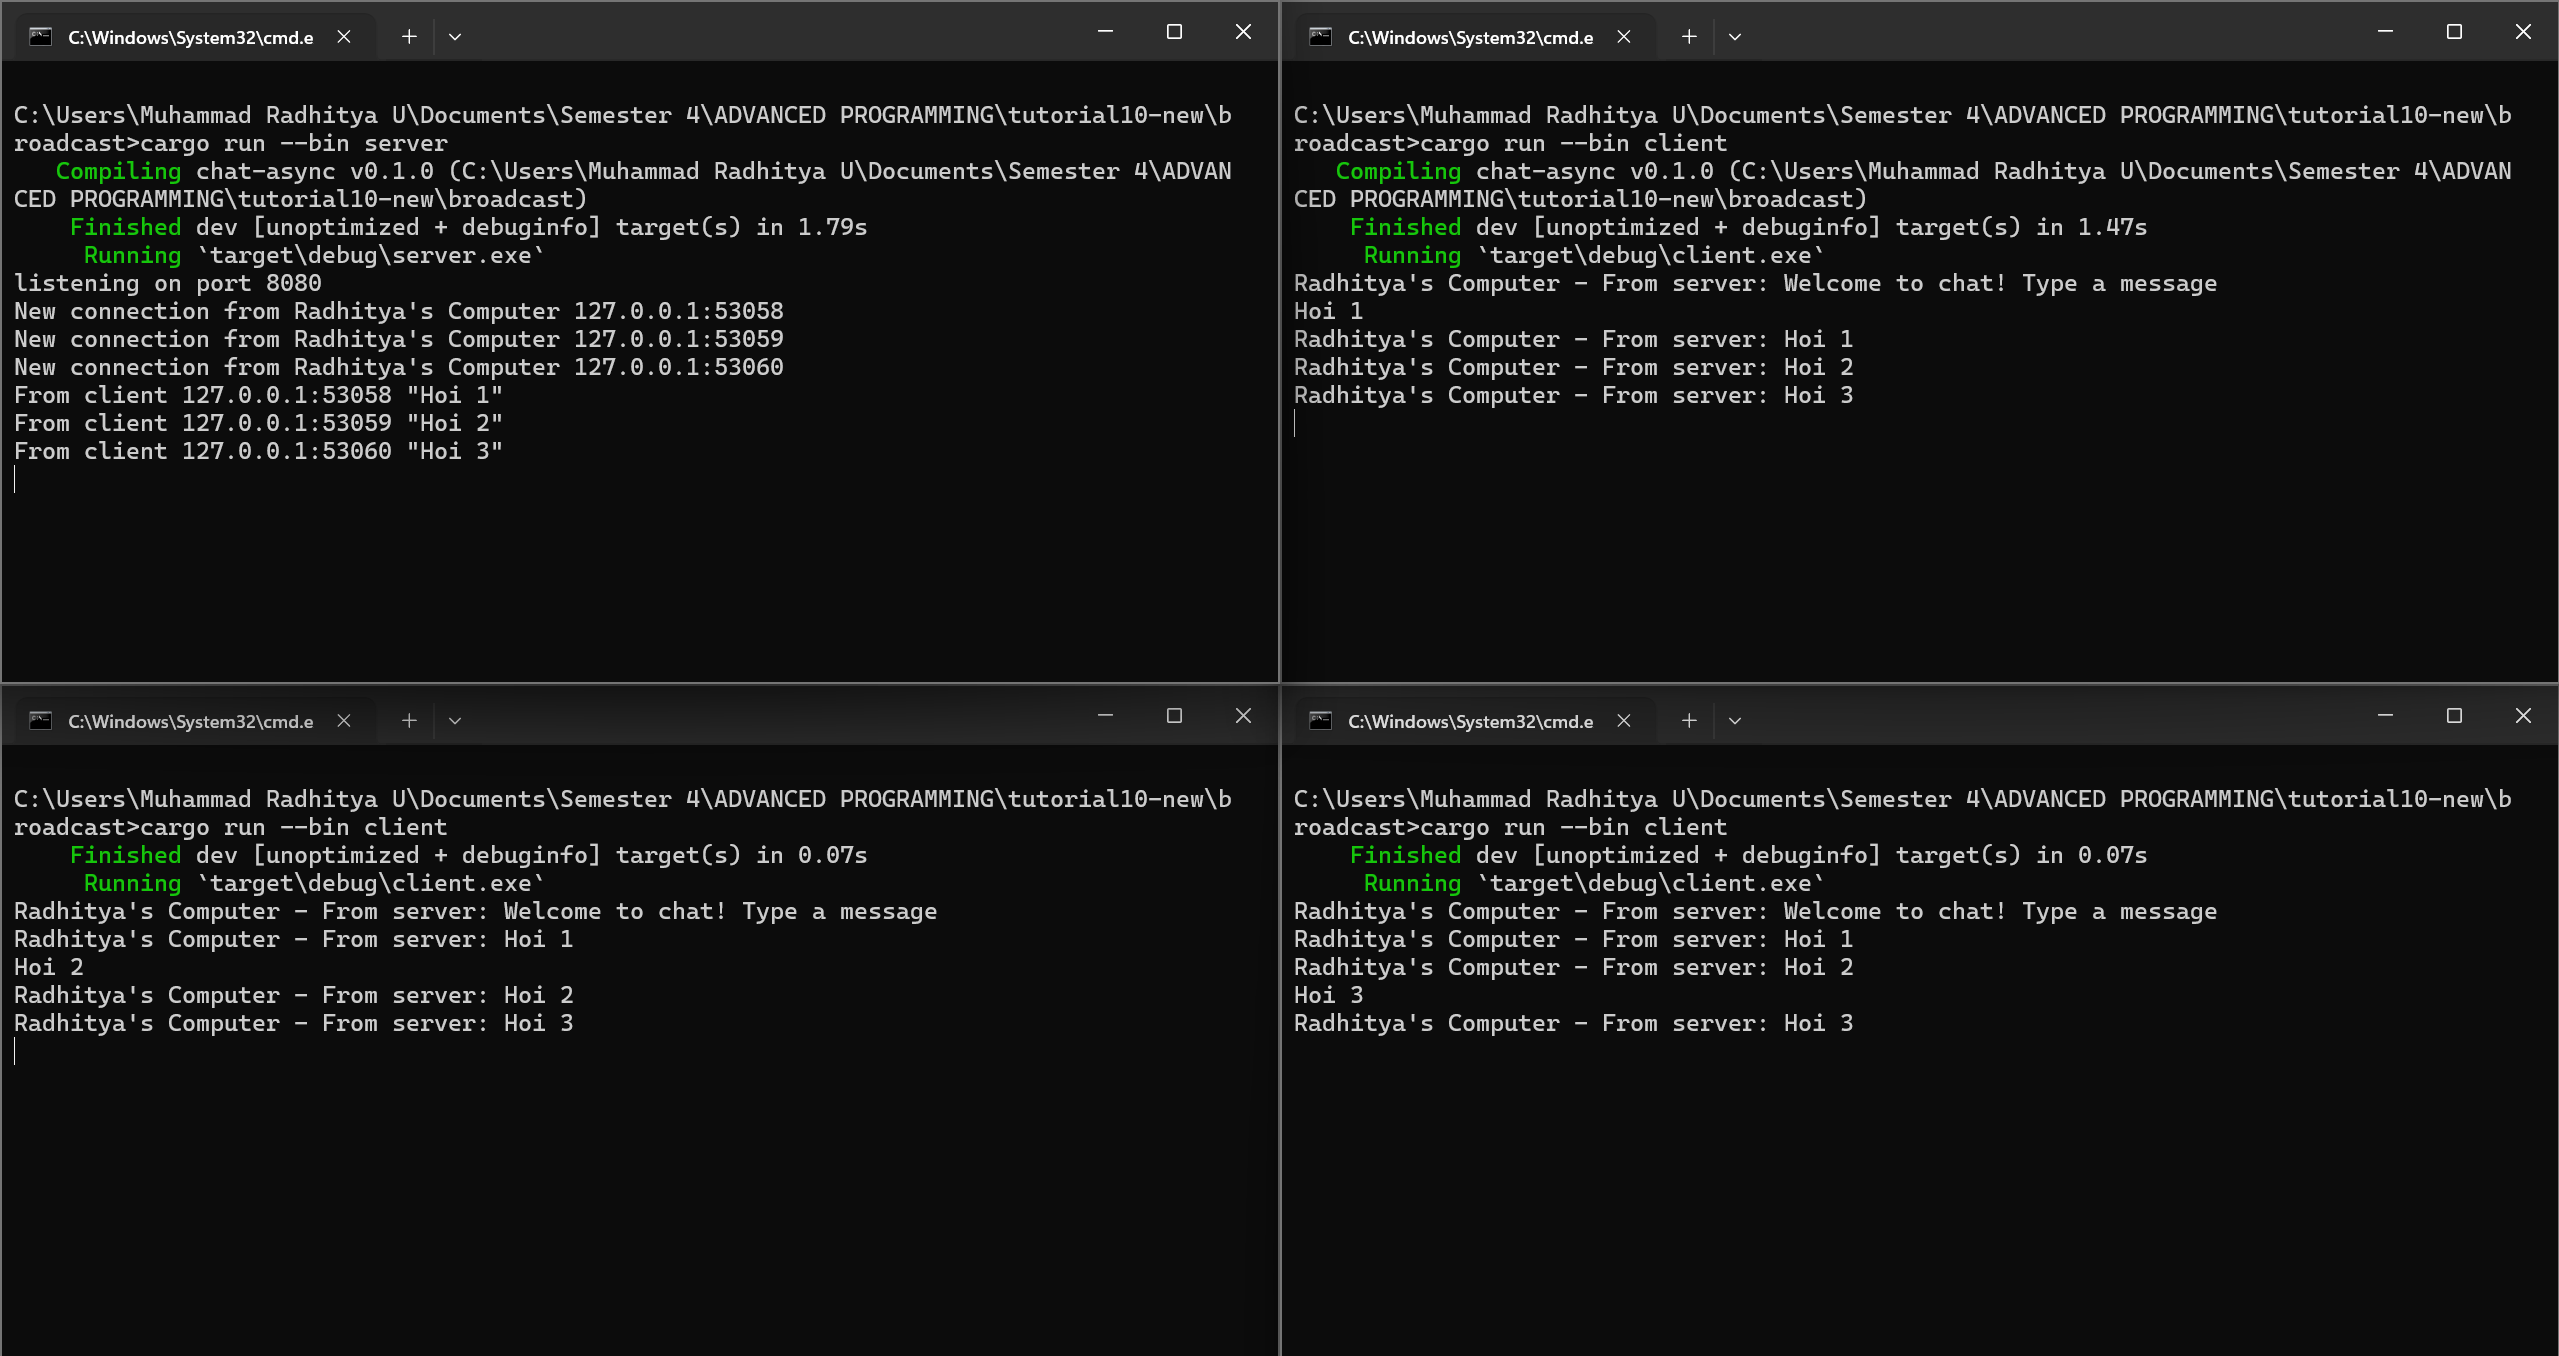 C:\Windows\System32\cmd.e
C:\Users\Muhammad Radhitya U\Documents\Semester 4\ADVANCED PROGRAMMING\tutorial10-new\b
roadcast>cargo run --bin server
Compiling chat-async v0.1.0 (C:\Users\Muhammad Radhitya U\Documents\Semester 4\ADVAN
CED PROGRAMMING\tutorial10-new\broadcast)
Finished dev [unoptimized + debuginfo] target(s) in 1.79s
Running `target\debug\server.exe`
listening on port 8080
New connection from Radhitya's Computer 127.0.0.1:53058
New connection from Radhitya's Computer 127.0.0.1:53059
New connection from Radhitya's Computer 127.0.0.1:53060
From client 127.0.0.1:53058 "Hoi 1"
From client 127.0.0.1:53059 "Hoi 2"
From client 127.0.0.1:53060 "Hoi 3"
C:\Windows\System32\cmd.e
C:\Users\Muhammad Radhitya U\Documents\Semester 4\ADVANCED PROGRAMMING\tutorial10-new\b
roadcast>cargo run --bin client
Compiling chat-async v0.1.0 (C:\Users\Muhammad Radhitya U\Documents\Semester 4\ADVAN
CED PROGRAMMING\tutorial10-new\broadcast)
Finished dev [unoptimized + debuginfo] target(s) in 1.47s
Running `target\debug\client.exe`
Radhitya's Computer - From server: Welcome to chat! Type a message
Hoi 1
Radhitya's Computer - From server: Hoi 1
Radhitya's Computer - From server: Hoi 2
Radhitya's Computer - From server: Hoi 3
C:\Windows\System32\cmd.e
C:\Users\Muhammad Radhitya U\Documents\Semester 4\ADVANCED PROGRAMMING\tutorial10-new\b
roadcast>cargo run --bin client
Finished dev [unoptimized + debuginfo] target(s) in 0.07s
Running `target\debug\client.exe`
Radhitya's Computer - From server: Welcome to chat! Type a message
Radhitya's Computer - From server: Hoi 1
Hoi 2
Radhitya's Computer - From server: Hoi 2
Radhitya's Computer - From server: Hoi 3
C:\Windows\System32\cmd.e
C:\Users\Muhammad Radhitya U\Documents\Semester 4\ADVANCED PROGRAMMING\tutorial10-new\b
roadcast>cargo run --bin client
Finished dev [unoptimized + debuginfo] target(s) in 0.07s
Running `target\debug\client.exe`
Radhitya's Computer - From server: Welcome to chat! Type a message
Radhitya's Computer - From server: Hoi 1
Radhitya's Computer - From server: Hoi 2
Hoi 3
Radhitya's Computer - From server: Hoi 3